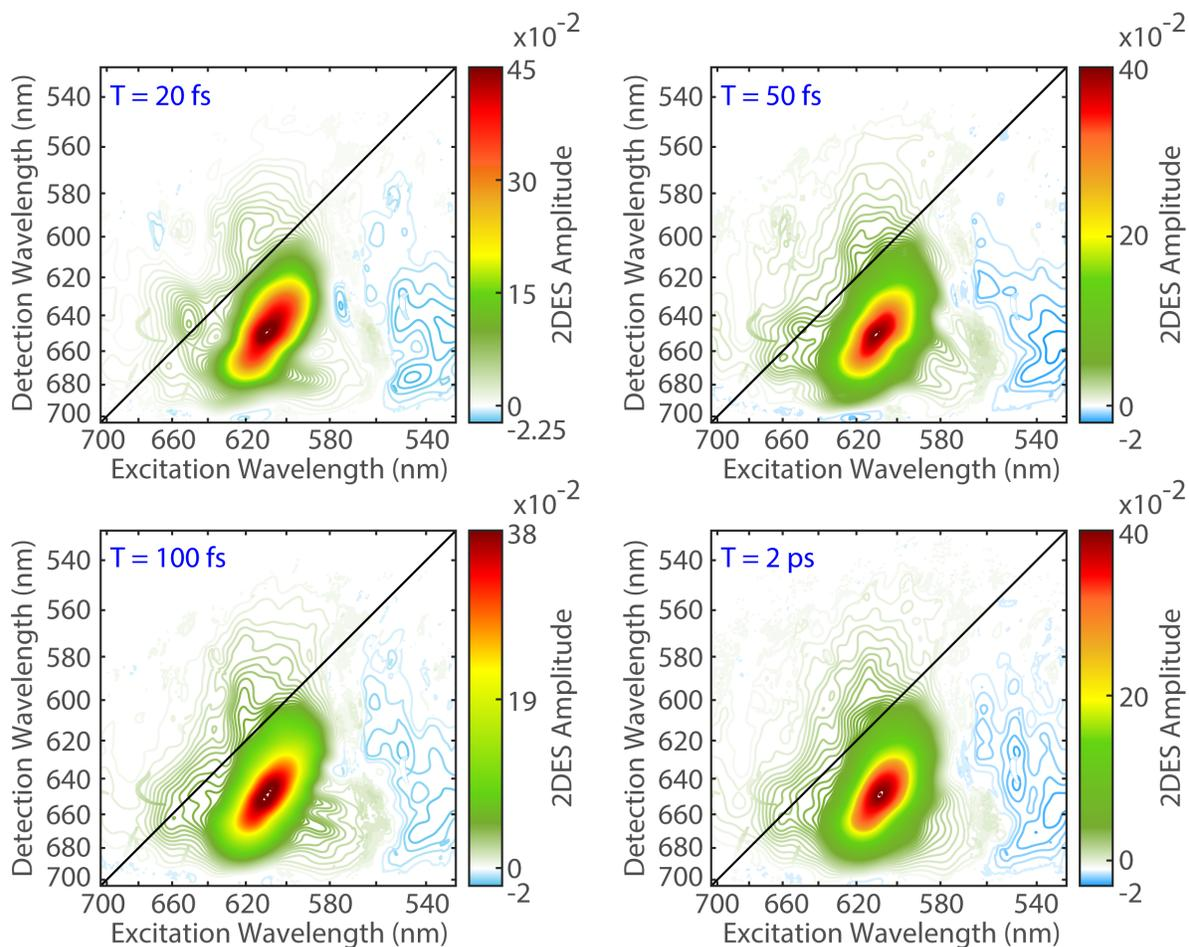 x10-2
x10-2
T = 20 fs
Detection Wavelength (nm)
540
560
580
600
620
640
660
680
700
700 660 620 580 540
Excitation Wavelength (nm)
45
30
15
0
-2.25
2DES Amplitude
T = 50 fs
Detection Wavelength (nm)
540
560
580
600
620
640
660
680
700
700 660 620 580 540
Excitation Wavelength (nm)
40
20
0
-2
2DES Amplitude
x10-2
x10-2
T = 100 fs
Detection Wavelength (nm)
540
560
580
600
620
640
660
680
700
700 660 620 580 540
Excitation Wavelength (nm)
38
19
0
-2
2DES Amplitude
T = 2 ps
Detection Wavelength (nm)
540
560
580
600
620
640
660
680
700
700 660 620 580 540
Excitation Wavelength (nm)
40
20
0
-2
2DES Amplitude